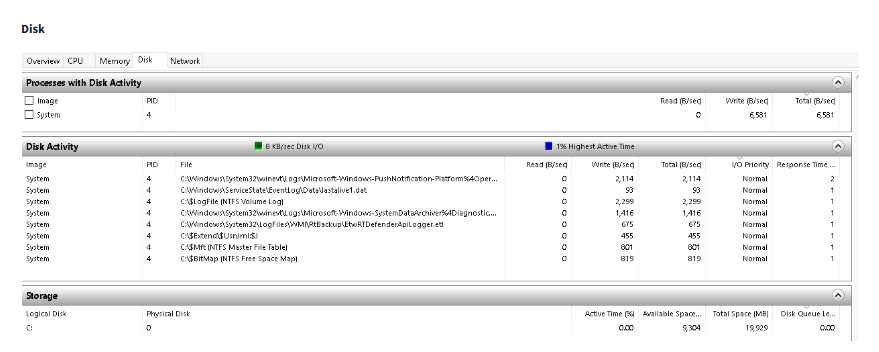 Disk
Overview CPU Memory Disk Network
Processes with Disk Activity
Image PID Read (B/sec) Write (B/sec) Total (B/sec)
System 4 0 6,581 6,581
Disk Activity 8 KB/sec Disk I/O 1% Highest Active Time
Image PID File Read (B/sec) Write (B/sec) Total (B/sec) I/O Priority Response Time ...
System 4 C:\Windows\System32\winevt\Logs\Microsoft-Windows-PushNotification-Platform%4Oper... 0 2,114 2,114 Normal 2
System 4 C:\Windows\ServiceState\EventLog\Data\lastalive1.dat 0 93 93 Normal 1
System 4 C:\$LogFile (NTFS Volume Log) 0 2,299 2,299 Normal 1
System 4 C:\Windows\System32\winevt\Logs\Microsoft-Windows-SystemDataArchiver%4Diagnostic.... 0 1,416 1,416 Normal 1
System 4 C:\Windows\System32\LogFiles\WMI\RtBackup\EtwRTDefenderApiLogger.etl 0 675 675 Normal 1
System 4 C:\$Extend\$UsnJrnl:$J 0 455 455 Normal 1
System 4 C:\$Mft (NTFS Master File Table) 0 801 801 Normal 1
System 4 C:\$BitMap (NTFS Free Space Map) 0 819 819 Normal 1
Storage
Logical Disk Physical Disk Active Time (%) Available Space... Total Space (MB) Disk Queue Le...
C: 0 0.00 9,304 19,929 0.00